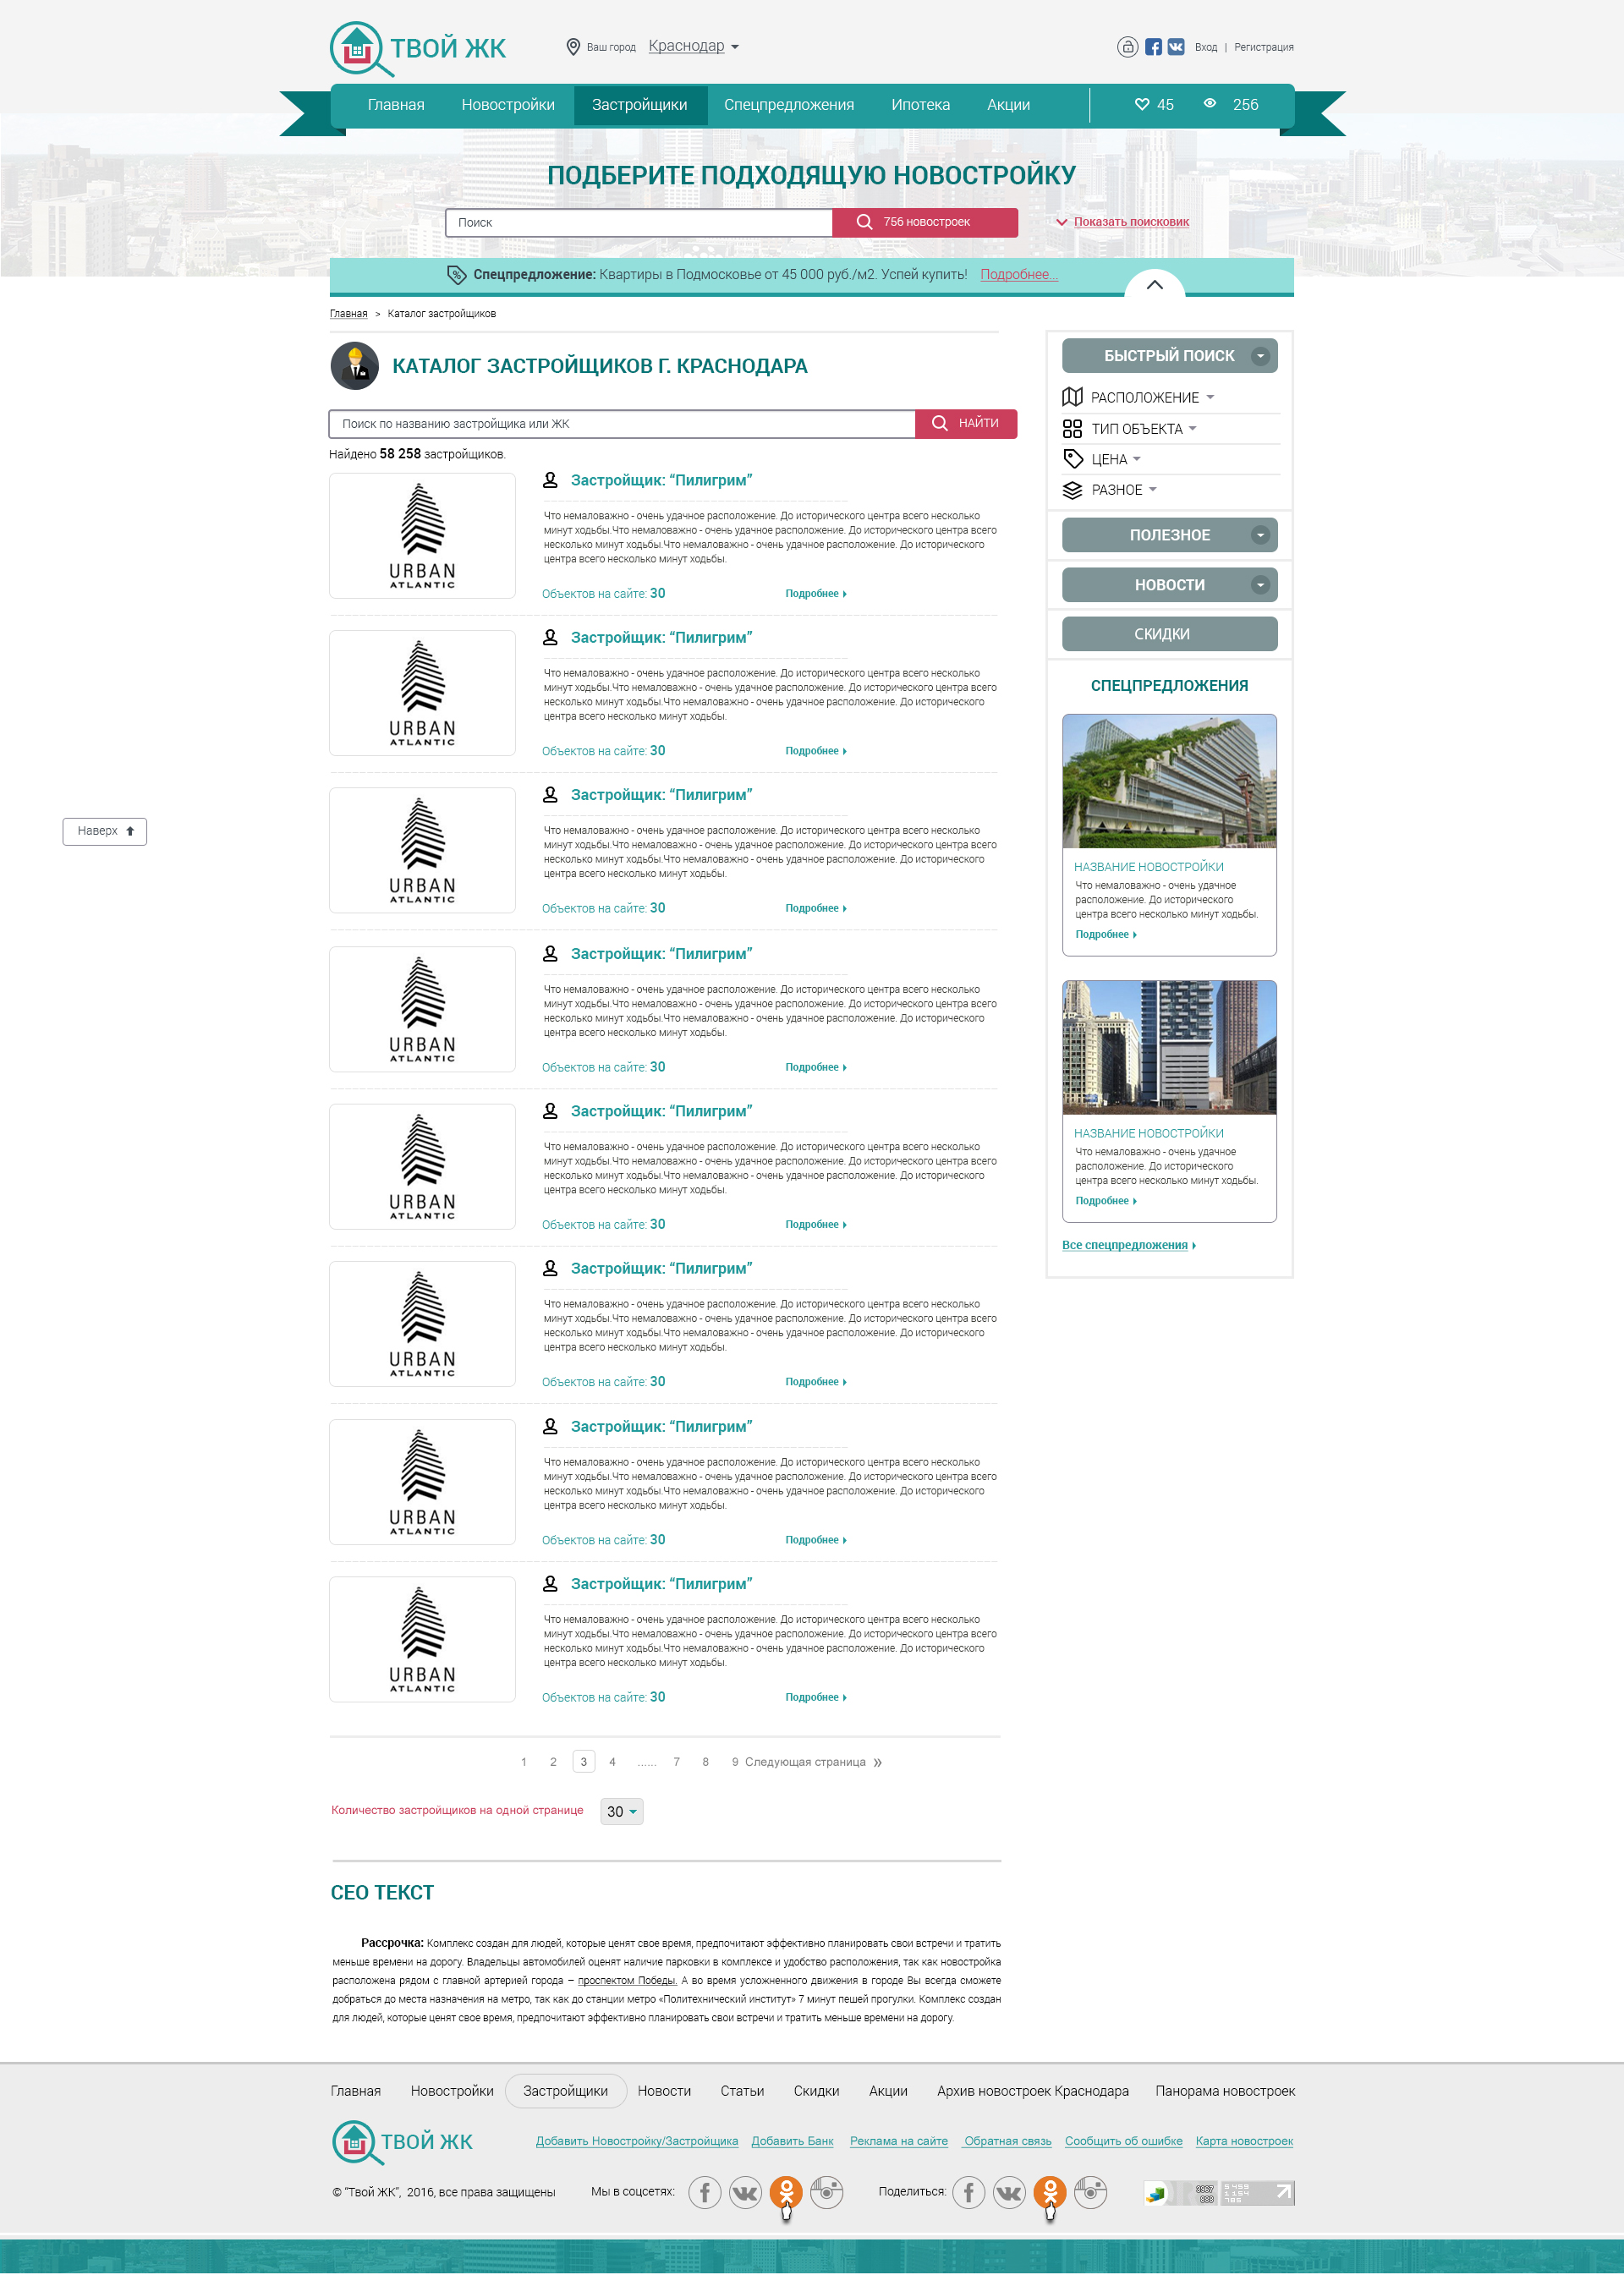 ТВОЙ ЖК
Ваш город Краснодар
Вход | Регистрация
Главная Новостройки Застройщики Спецпредложения Ипотека Акции 45 256
ПОДБЕРИТЕ ПОДХОДЯЩУЮ НОВОСТРОЙКУ
Поиск 756 новостроек Показать поисковик
Спецпредложение: Квартиры в Подмосковье от 45 000 руб./м2. Успей купить! Подробнее...
Главная > Каталог застройщиков
КАТАЛОГ ЗАСТРОЙЩИКОВ Г. КРАСНОДАРА
Поиск по названию застройщика или ЖК НАЙТИ
Найдено 58 258 застройщиков.
URBAN
ATLANTIC
Застройщик: “Пилигрим”
Что немаловажно - очень удачное расположение. До исторического центра всего несколько
минут ходьбы.Что немаловажно - очень удачное расположение. До исторического центра всего
несколько минут ходьбы.Что немаловажно - очень удачное расположение. До исторического
центра всего несколько минут ходьбы.
Объектов на сайте: 30 Подробнее
URBAN
ATLANTIC
Застройщик: “Пилигрим”
Что немаловажно - очень удачное расположение. До исторического центра всего несколько
минут ходьбы.Что немаловажно - очень удачное расположение. До исторического центра всего
несколько минут ходьбы.Что немаловажно - очень удачное расположение. До исторического
центра всего несколько минут ходьбы.
Объектов на сайте: 30 Подробнее
URBAN
ATLANTIC
Застройщик: “Пилигрим”
Что немаловажно - очень удачное расположение. До исторического центра всего несколько
минут ходьбы.Что немаловажно - очень удачное расположение. До исторического центра всего
несколько минут ходьбы.Что немаловажно - очень удачное расположение. До исторического
центра всего несколько минут ходьбы.
Объектов на сайте: 30 Подробнее
URBAN
ATLANTIC
Застройщик: “Пилигрим”
Что немаловажно - очень удачное расположение. До исторического центра всего несколько
минут ходьбы.Что немаловажно - очень удачное расположение. До исторического центра всего
несколько минут ходьбы.Что немаловажно - очень удачное расположение. До исторического
центра всего несколько минут ходьбы.
Объектов на сайте: 30 Подробнее
URBAN
ATLANTIC
Застройщик: “Пилигрим”
Что немаловажно - очень удачное расположение. До исторического центра всего несколько
минут ходьбы.Что немаловажно - очень удачное расположение. До исторического центра всего
несколько минут ходьбы.Что немаловажно - очень удачное расположение. До исторического
центра всего несколько минут ходьбы.
Объектов на сайте: 30 Подробнее
URBAN
ATLANTIC
Застройщик: “Пилигрим”
Что немаловажно - очень удачное расположение. До исторического центра всего несколько
минут ходьбы.Что немаловажно - очень удачное расположение. До исторического центра всего
несколько минут ходьбы.Что немаловажно - очень удачное расположение. До исторического
центра всего несколько минут ходьбы.
Объектов на сайте: 30 Подробнее
URBAN
ATLANTIC
Застройщик: “Пилигрим”
Что немаловажно - очень удачное расположение. До исторического центра всего несколько
минут ходьбы.Что немаловажно - очень удачное расположение. До исторического центра всего
несколько минут ходьбы.Что немаловажно - очень удачное расположение. До исторического
центра всего несколько минут ходьбы.
Объектов на сайте: 30 Подробнее
URBAN
ATLANTIC
Застройщик: “Пилигрим”
Что немаловажно - очень удачное расположение. До исторического центра всего несколько
минут ходьбы.Что немаловажно - очень удачное расположение. До исторического центра всего
несколько минут ходьбы.Что немаловажно - очень удачное расположение. До исторического
центра всего несколько минут ходьбы.
Объектов на сайте: 30 Подробнее
1 2 3 4 ...... 7 8 9 Следующая страница »
Количество застройщиков на одной странице 30
БЫСТРЫЙ ПОИСК
РАСПОЛОЖЕНИЕ
ТИП ОБЪЕКТА
ЦЕНА
РАЗНОЕ
ПОЛЕЗНОЕ
НОВОСТИ
СКИДКИ
СПЕЦПРЕДЛОЖЕНИЯ
НАЗВАНИЕ НОВОСТРОЙКИ
Что немаловажно - очень удачное
расположение. До исторического
центра всего несколько минут ходьбы.
Подробнее
НАЗВАНИЕ НОВОСТРОЙКИ
Что немаловажно - очень удачное
расположение. До исторического
центра всего несколько минут ходьбы.
Подробнее
Все спецпредложения
Наверх
СЕО ТЕКСТ
Рассрочка: Комплекс создан для людей, которые ценят свое время, предпочитают эффективно планировать свои встречи и тратить
меньше времени на дорогу. Владельцы автомобилей оценят наличие парковки в комплексе и удобство расположения, так как новостройка
расположена рядом с главной артерией города – проспектом Победы. А во время усложненного движения в городе Вы всегда сможете
добраться до места назначения на метро, так как до станции метро «Политехнический институт» 7 минут пешей прогулки. Комплекс создан
для людей, которые ценят свое время, предпочитают эффективно планировать свои встречи и тратить меньше времени на дорогу.
Главная Новостройки Застройщики Новости Статьи Скидки Акции Архив новостроек Краснодара Панорама новостроек
ТВОЙ ЖК
Добавить Новостройку/Застройщика Добавить Банк Реклама на сайте Обратная связь Сообщить об ошибке Карта новостроек
© “Твой ЖК”, 2016, все права защищены Мы в соцсетях: Поделиться: